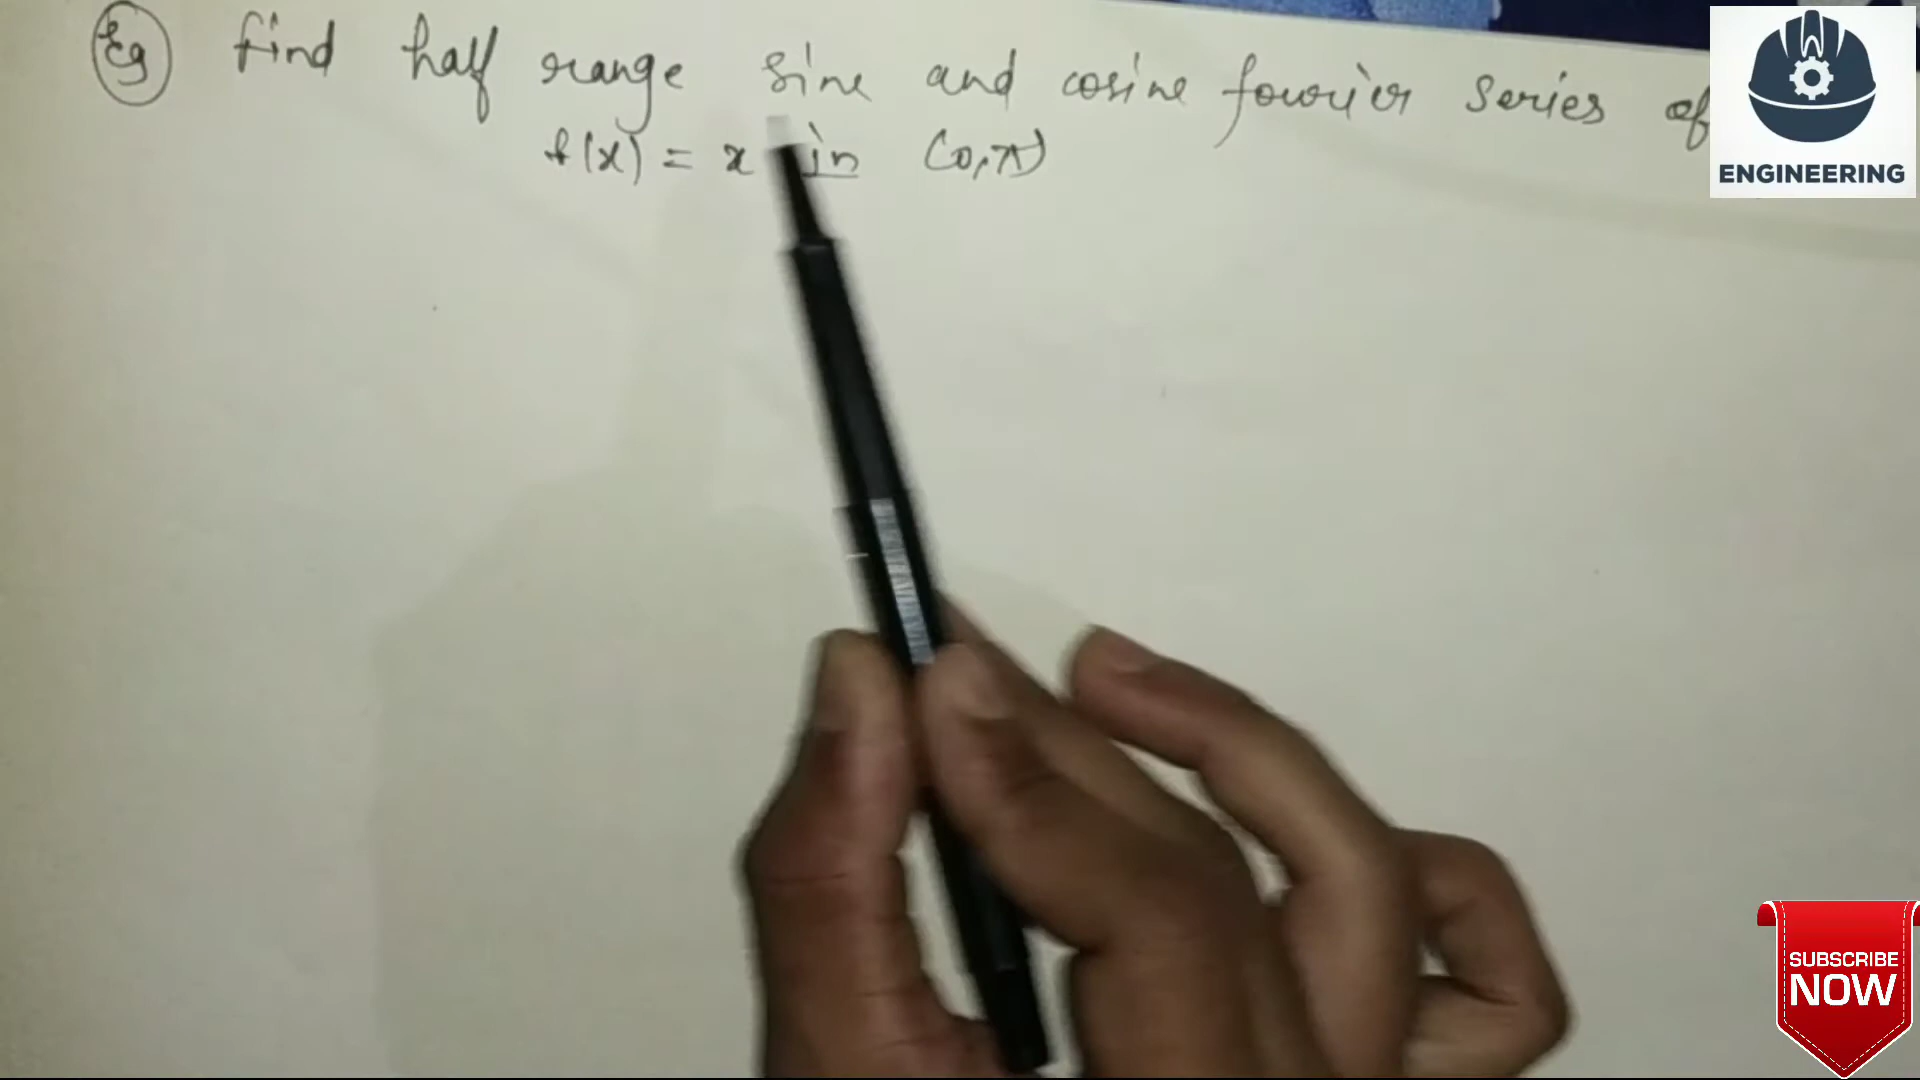 Eg find half range sine and cosine fourier series of
f(x) = x in (0,π)
ENGINEERING
SUBSCRIBE
NOW